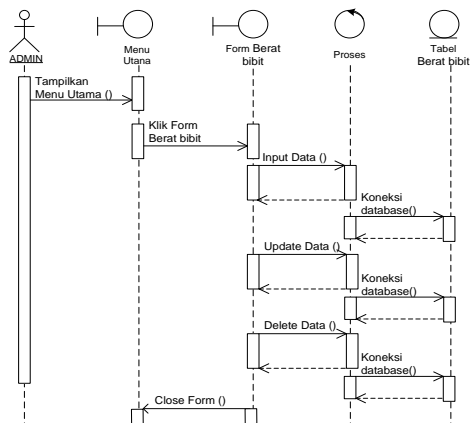 ADMIN
Menu
Utana
Form Berat
bibit
Proses
Tabel
Berat bibit
Tampilkan
Menu Utama ()
Klik Form
Berat bibit
Input Data ()
Koneksi
database()
Update Data ()
Koneksi
database()
Delete Data ()
Koneksi
database()
Close Form ()